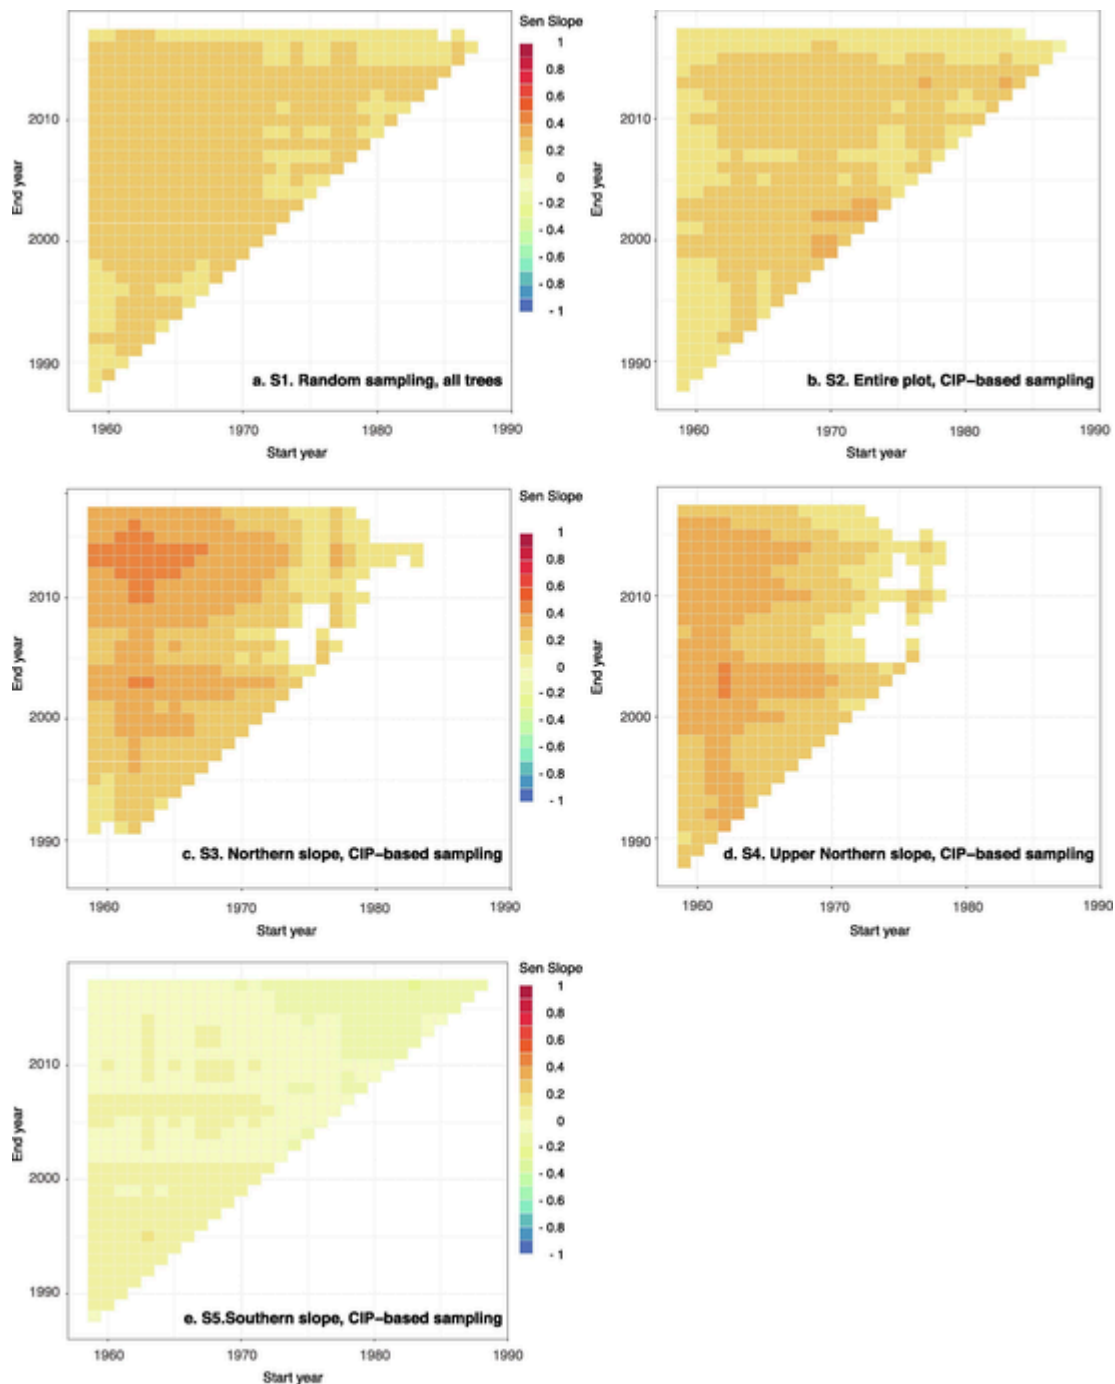 Sen Slope
1
0.8
0.6
0.4
0.2
0
- 0.2
- 0.4
- 0.6
- 0.8
- 1
End year
2010
2000
1990
a. S1. Random sampling, all trees
1960 1970 1980 1990
Start year
End year
2010
2000
1990
b. S2. Entire plot, CIP–based sampling
1960 1970 1980 1990
Start year
Sen Slope
1
0.8
0.6
0.4
0.2
0
- 0.2
- 0.4
- 0.6
- 0.8
- 1
End year
2010
2000
1990
c. S3. Northern slope, CIP–based sampling
1960 1970 1980 1990
Start year
End year
2010
2000
1990
d. S4. Upper Northern slope, CIP–based sampling
1960 1970 1980 1990
Start year
Sen Slope
1
0.8
0.6
0.4
0.2
0
- 0.2
- 0.4
- 0.6
- 0.8
- 1
End year
2010
2000
1990
e. S5.Southern slope, CIP–based sampling
1960 1970 1980 1990
Start year